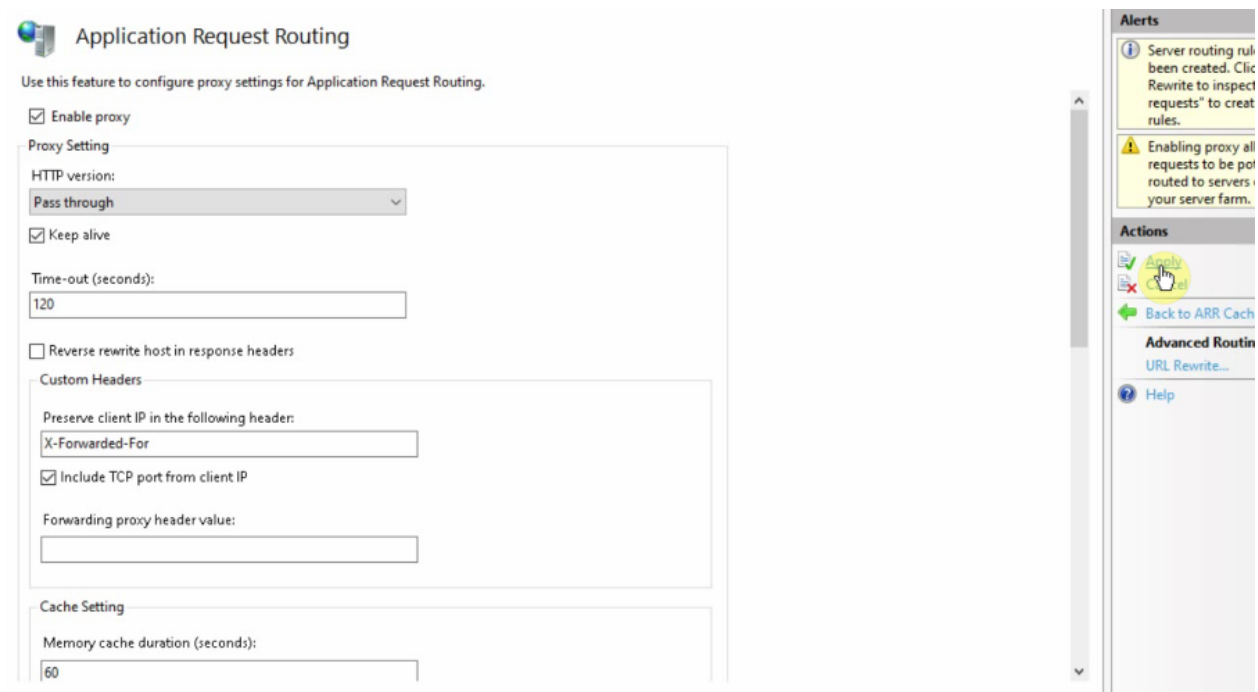 Application Request Routing
Use this feature to configure proxy settings for Application Request Routing.
Enable proxy
Proxy Setting
HTTP version:
Pass through
Keep alive
Time-out (seconds):
120
Reverse rewrite host in response headers
Custom Headers
Preserve client IP in the following header:
X-Forwarded-For
Include TCP port from client IP
Forwarding proxy header value:
Cache Setting
Memory cache duration (seconds):
60
Alerts
Server routing rul
been created. Clic
Rewrite to inspect
requests" to creat
rules.
Enabling proxy all
requests to be pot
routed to servers
your server farm.
Actions
Apply
Cancel
Back to ARR Cach
Advanced Routin
URL Rewrite...
Help